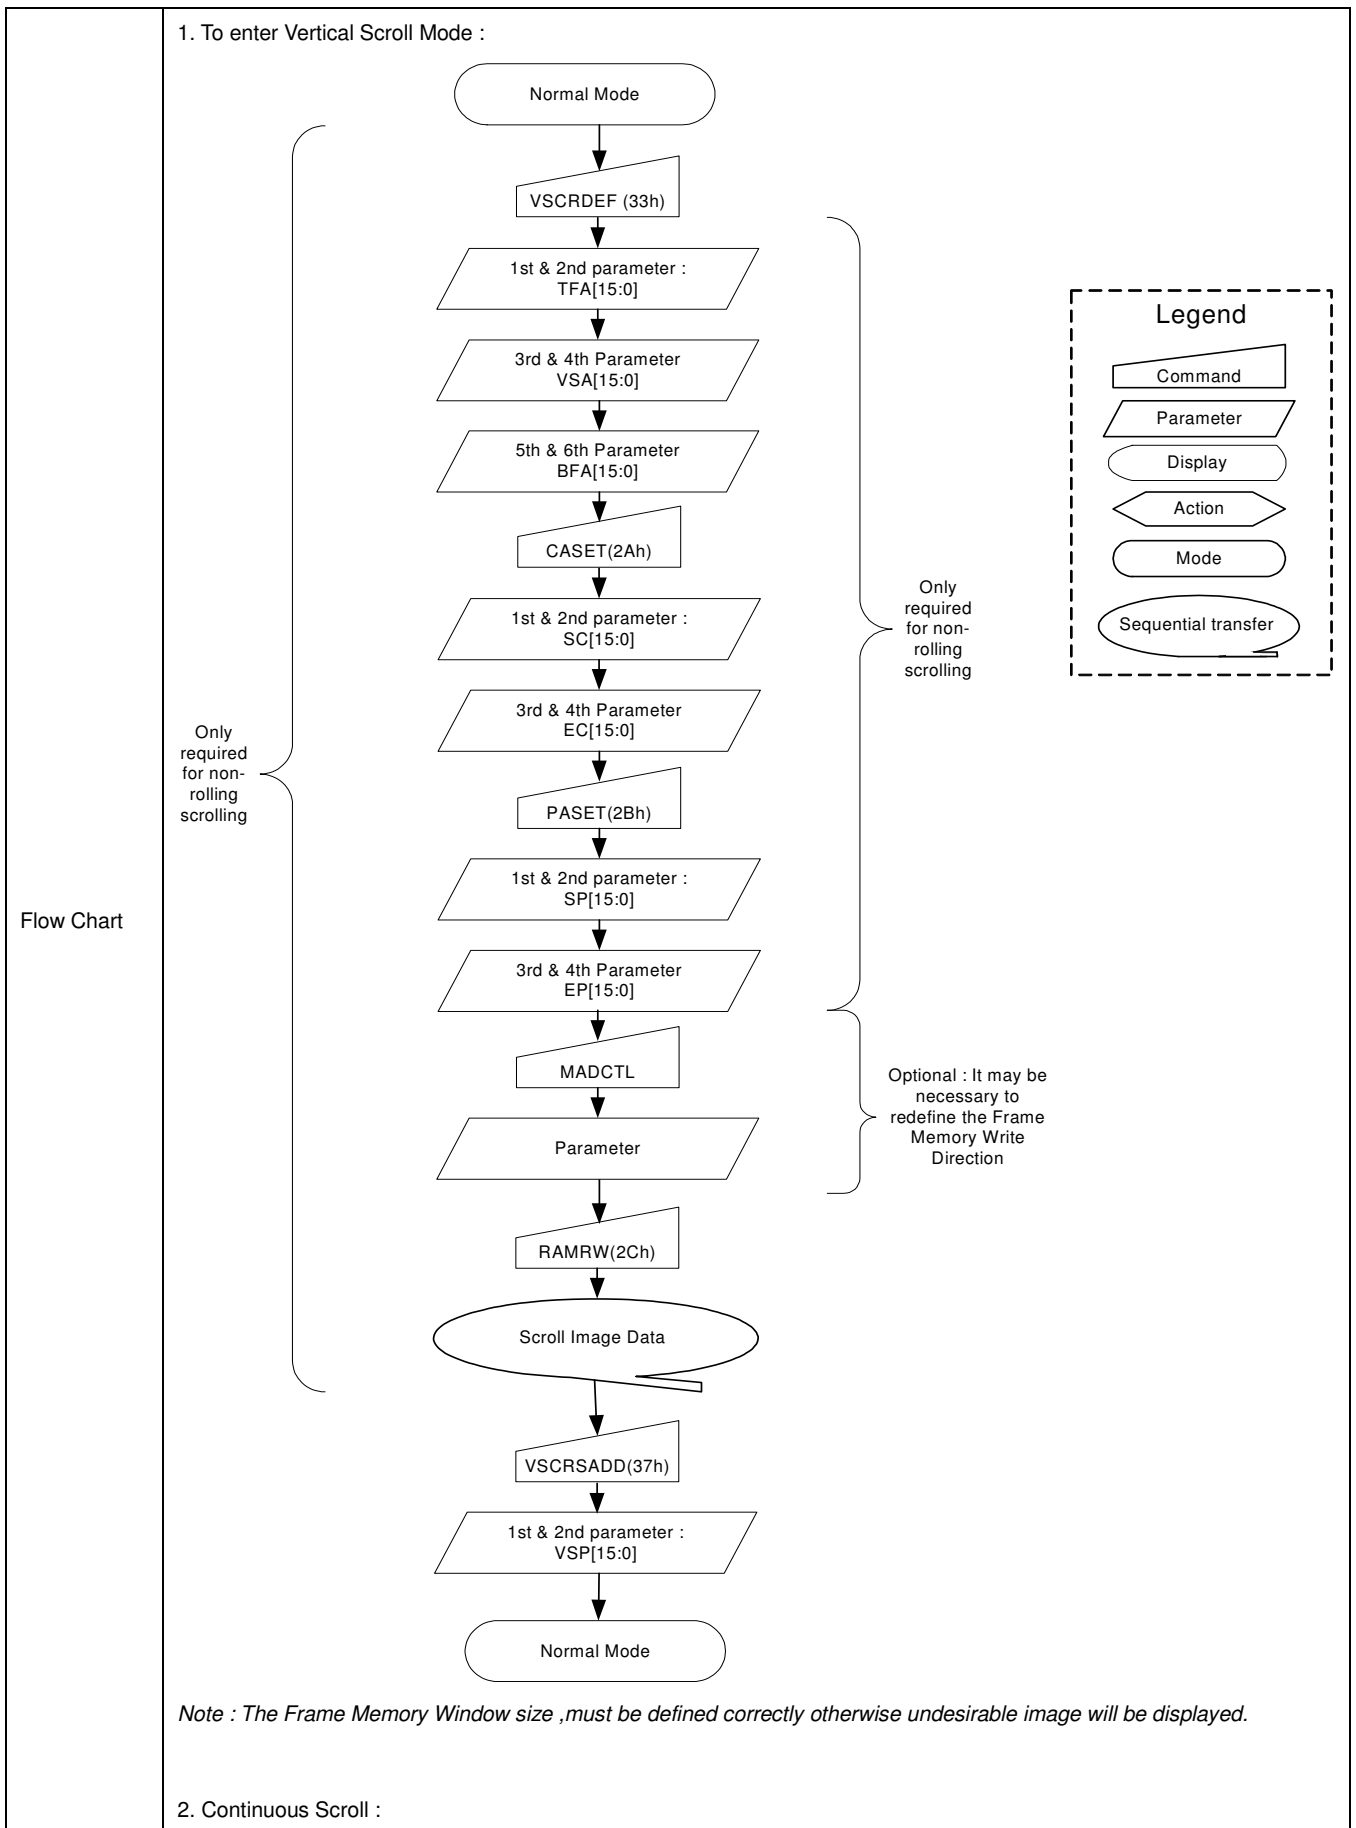 Flow Chart
1. To enter Vertical Scroll Mode :
Normal Mode
VSCRDEF (33h)
1st & 2nd parameter :
TFA[15:0]
3rd & 4th Parameter
VSA[15:0]
5th & 6th Parameter
BFA[15:0]
CASET(2Ah)
1st & 2nd parameter :
SC[15:0]
3rd & 4th Parameter
EC[15:0]
PASET(2Bh)
1st & 2nd parameter :
SP[15:0]
3rd & 4th Parameter
EP[15:0]
MADCTL
Parameter
RAMRW(2Ch)
Scroll Image Data
VSCRSADD(37h)
1st & 2nd parameter :
VSP[15:0]
Normal Mode
Only
required
for non-
rolling
scrolling
Only
required
for non-
rolling
scrolling
Optional : It may be
necessary to
redefine the Frame
Memory Write
Direction
Legend
Command
Parameter
Display
Action
Mode
Sequential transfer
Note : The Frame Memory Window size ,must be defined correctly otherwise undesirable image will be displayed.
2. Continuous Scroll :